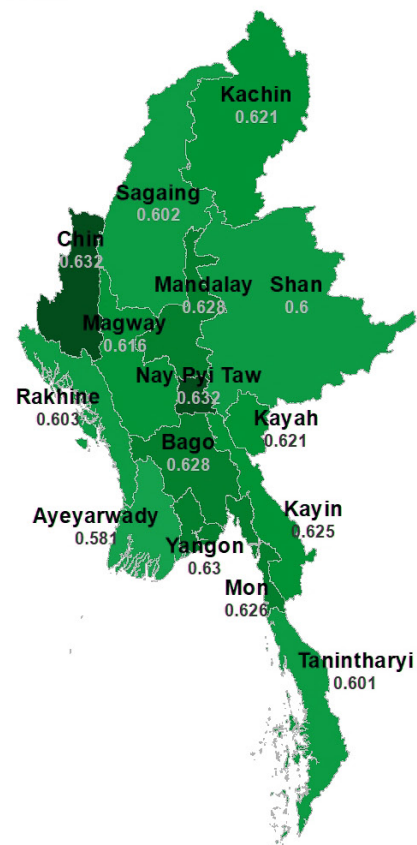 Kachin
0.621
Sagaing
0.602
Chin
0.632
Mandalay
0.628
Shan
0.6
Magway
0.616
Nay Pyi Taw
0.632
Rakhine
0.603
Kayah
0.621
Bago
0.628
Ayeyarwady
0.581
Kayin
0.625
Yangon
0.63
Mon
0.626
Tanintharyi
0.601